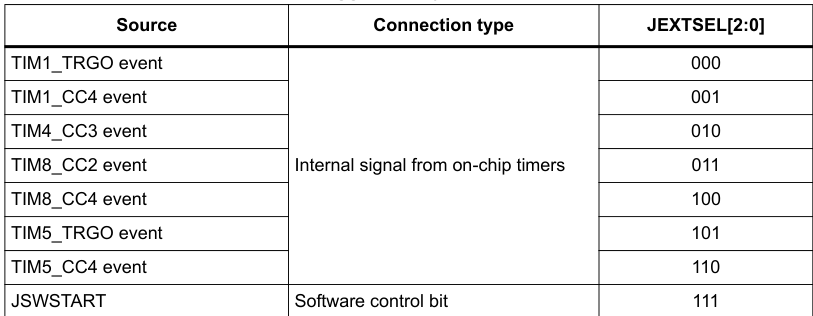 Source Connection type JEXTSEL[2:0]
TIM1_TRGO event 000
TIM1_CC4 event 001
TIM4_CC3 event 010
TIM8_CC2 event Internal signal from on-chip timers 011
TIM8_CC4 event 100
TIM5_TRGO event 101
TIM5_CC4 event 110
JSWSTART Software control bit 111